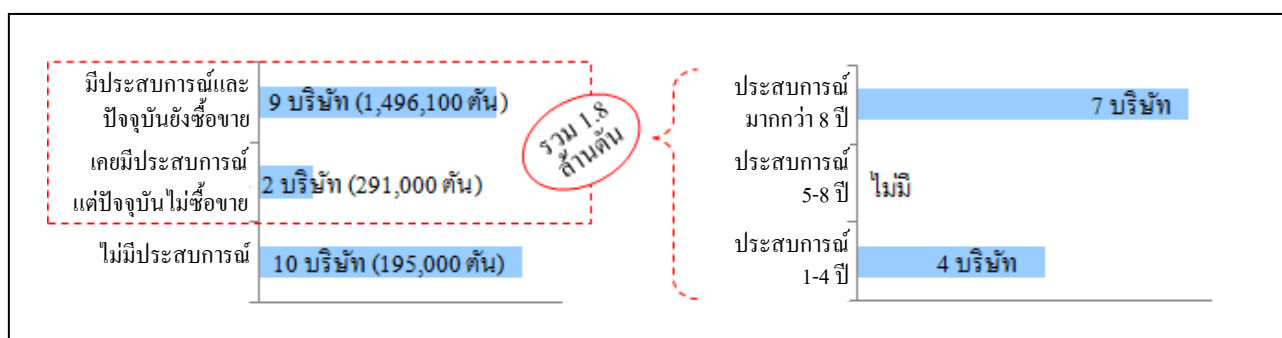 มีประสบการณ์และ
ปัจจุบันยังซื้อขาย
9 บริษัท (1,496,100 ตัน)
เคยมีประสบการณ์
แต่ปัจจุบันไม่ซื้อขาย
2 บริษัท (291,000 ตัน)
ไม่มีประสบการณ์
10 บริษัท (195,000 ตัน)
รวม 1.8
ล้านตัน
ประสบการณ์
มากกว่า 8 ปี
7 บริษัท
ประสบการณ์
5-8 ปี
ไม่มี
ประสบการณ์
1-4 ปี
4 บริษัท